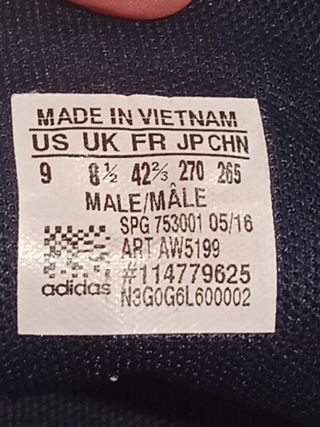 MADE IN VIETNAM
US UK FR JP CHN
9 8½ 42⅔ 270 265
MALE/MÂLE
SPG 753001 05/16
ART AW5199
#114779625
adidas N3G0G6L600002